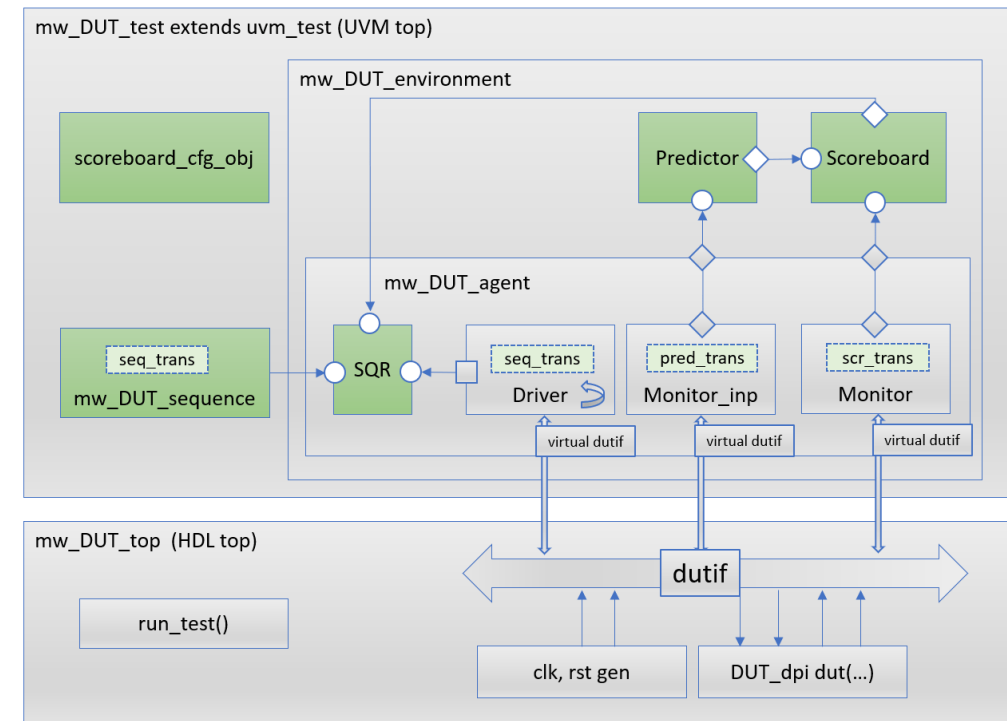 mw_DUT_test extends uvm_test (UVM top)
mw_DUT_environment
scoreboard_cfg_obj
Predictor
Scoreboard
mw_DUT_agent
seq_trans
mw_DUT_sequence
SQR
seq_trans
Driver
pred_trans
Monitor_inp
scr_trans
Monitor
virtual dutif
virtual dutif
virtual dutif
mw_DUT_top (HDL top)
dutif
run_test()
clk, rst gen
DUT_dpi dut(...)